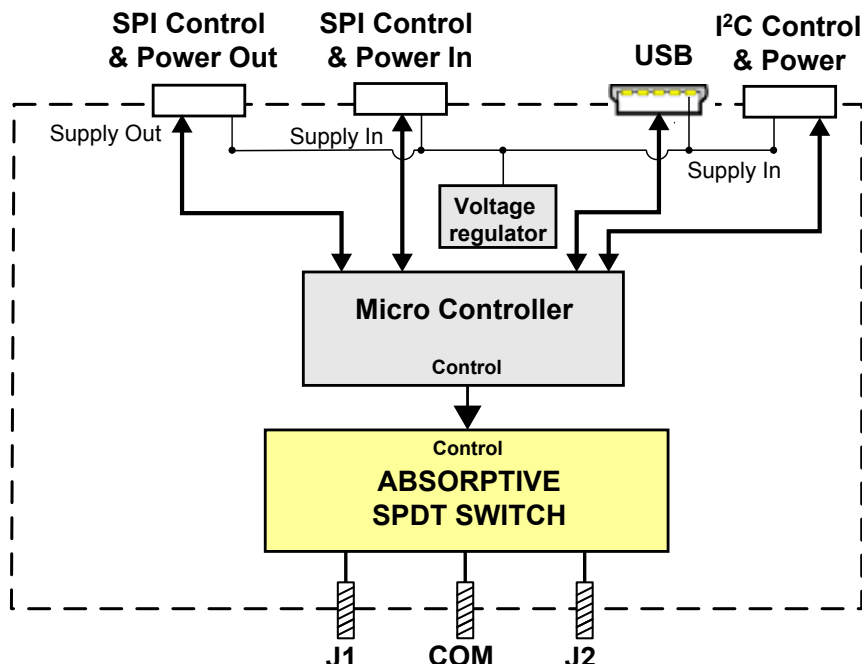 SPI Control
& Power Out
SPI Control
& Power In
USB
I²C Control
& Power
Supply Out
Supply In
Supply In
Voltage
regulator
Micro Controller
Control
Control
ABSORPTIVE
SPDT SWITCH
J1
COM
J2